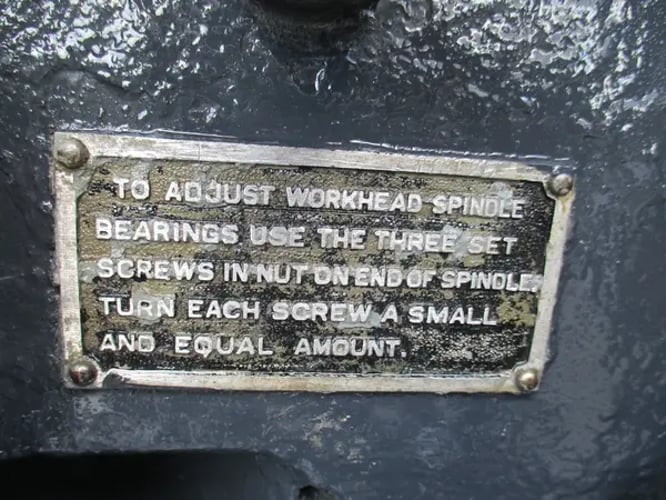 TO ADJUST WORKHEAD SPINDLE
BEARINGS USE THE THREE SET
SCREWS IN NUT ON END OF SPINDLE.
TURN EACH SCREW A SMALL
AND EQUAL AMOUNT.